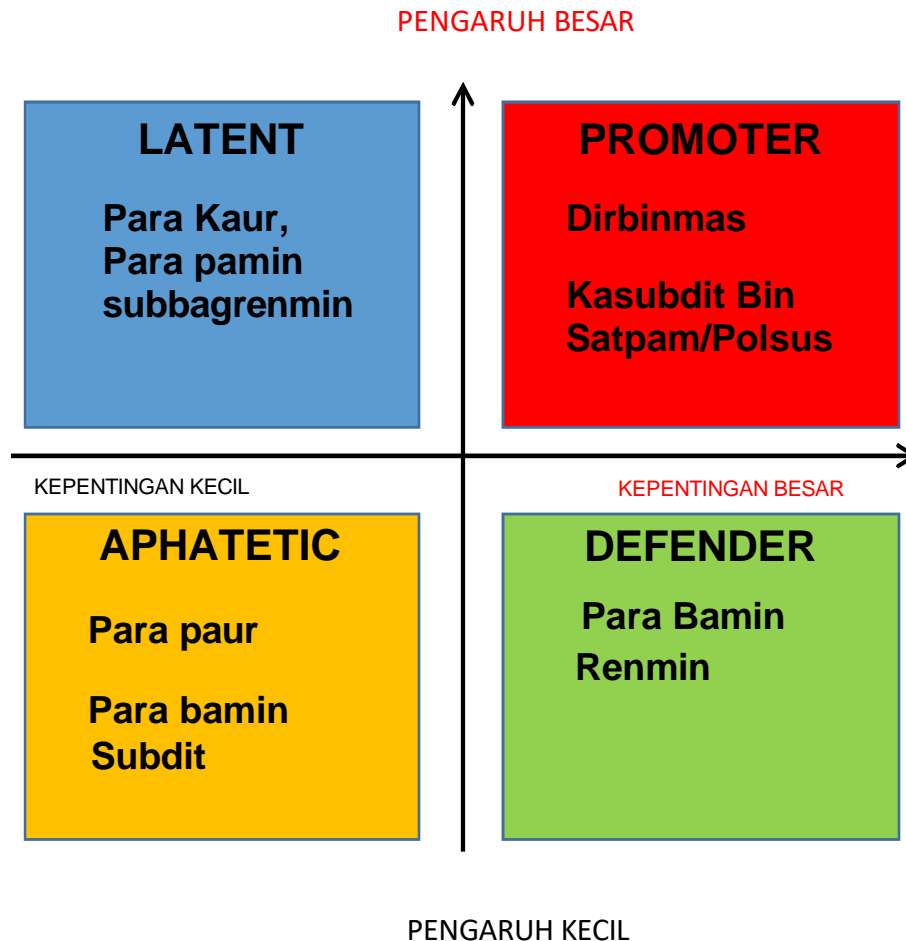 PENGARUH BESAR
LATENT
Para Kaur,
Para pamin
subbagrenmin
PROMOTER
Dirbinmas
Kasubdit Bin
Satpam/Polsus
KEPENTINGAN KECIL
KEPENTINGAN BESAR
APHATETIC
Para paur
Para bamin
Subdit
DEFENDER
Para Bamin
Renmin
PENGARUH KECIL